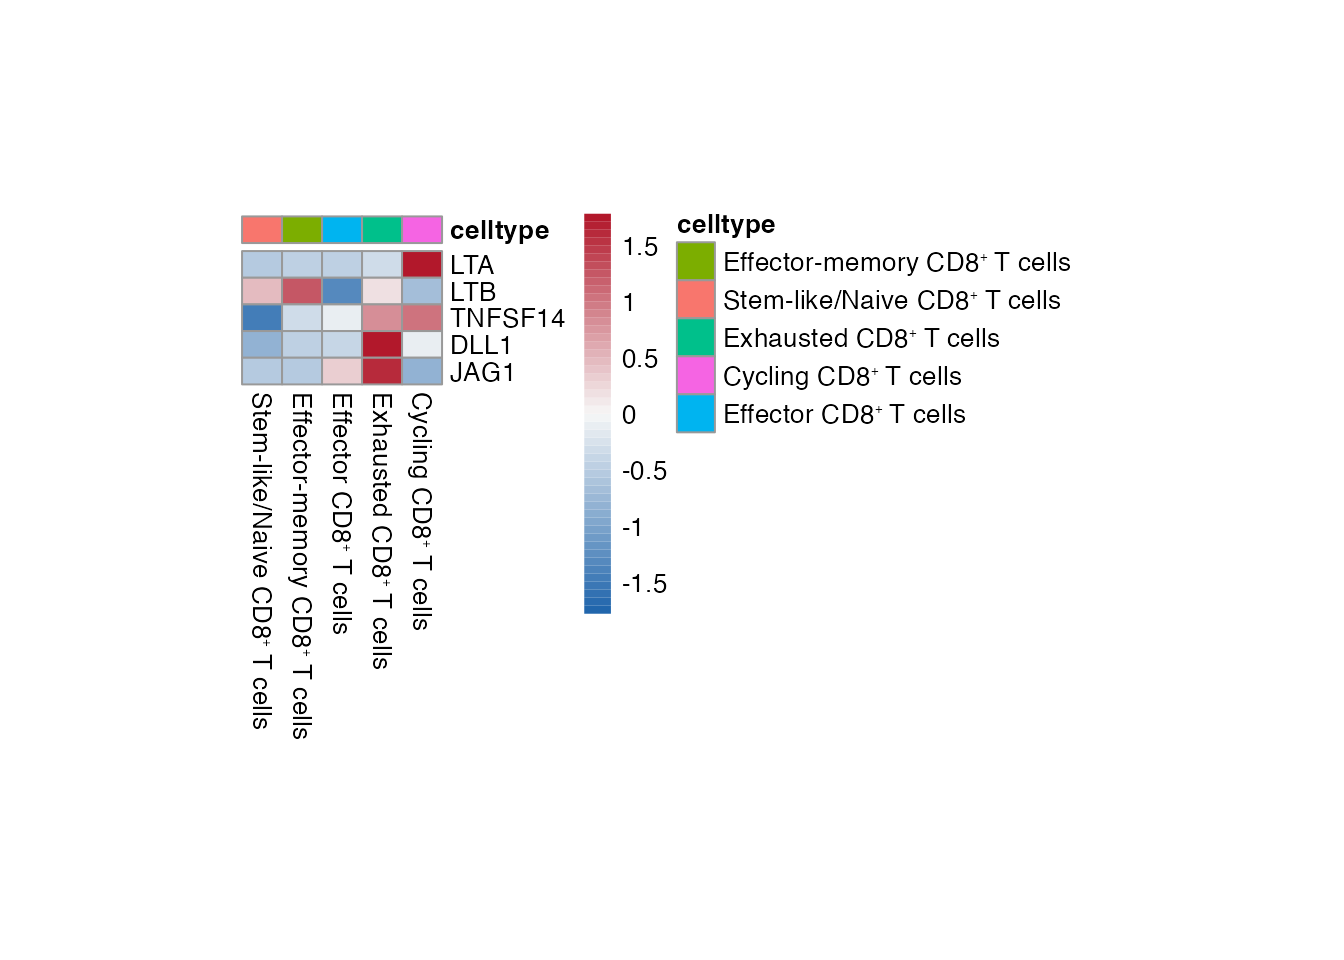 celltype
LTA
LTB
TNFSF14
DLL1
JAG1
Stem-like/Naive CD8⁺ T cells
Effector-memory CD8⁺ T cells
Effector CD8⁺ T cells
Exhausted CD8⁺ T cells
Cycling CD8⁺ T cells
1.5
1
0.5
0
-0.5
-1
-1.5
celltype
Effector-memory CD8⁺ T cells
Stem-like/Naive CD8⁺ T cells
Exhausted CD8⁺ T cells
Cycling CD8⁺ T cells
Effector CD8⁺ T cells